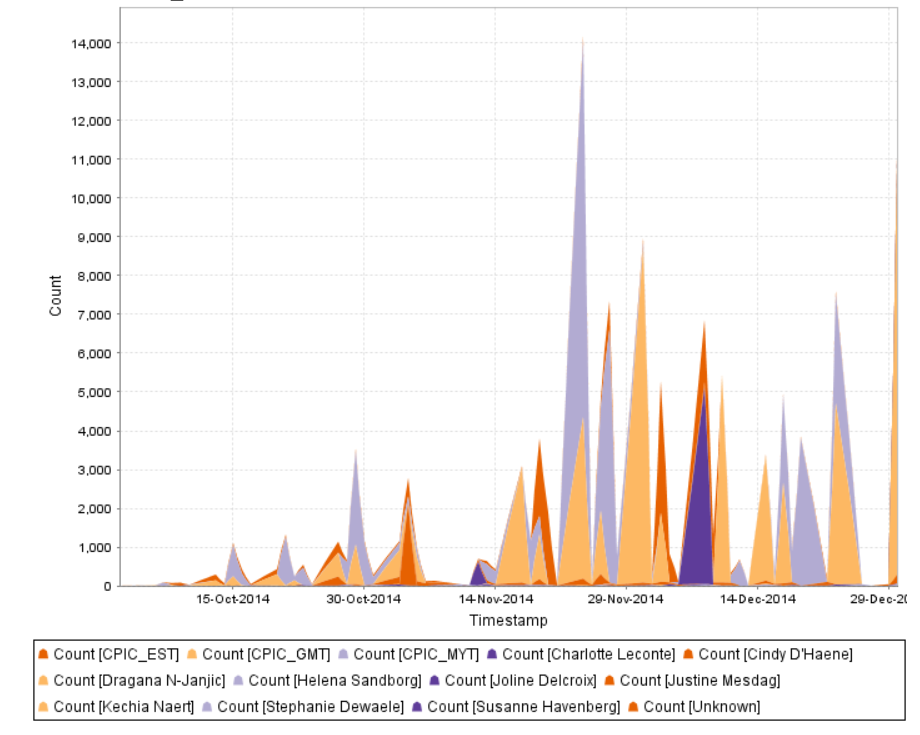 14,000
13,000
12,000
11,000
10,000
9,000
8,000
7,000
6,000
5,000
4,000
3,000
2,000
1,000
0
Count
15-Oct-2014 30-Oct-2014 14-Nov-2014 29-Nov-2014 14-Dec-2014 29-Dec-20
Timestamp
Count [CPIC_EST] Count [CPIC_GMT] Count [CPIC_MYT] Count [Charlotte Leconte] Count [Cindy D'Haene]
Count [Dragana N-Janjic] Count [Helena Sandborg] Count [Joline Delcroix] Count [Justine Mesdag]
Count [Kechia Naert] Count [Stephanie Dewaele] Count [Susanne Havenberg] Count [Unknown]